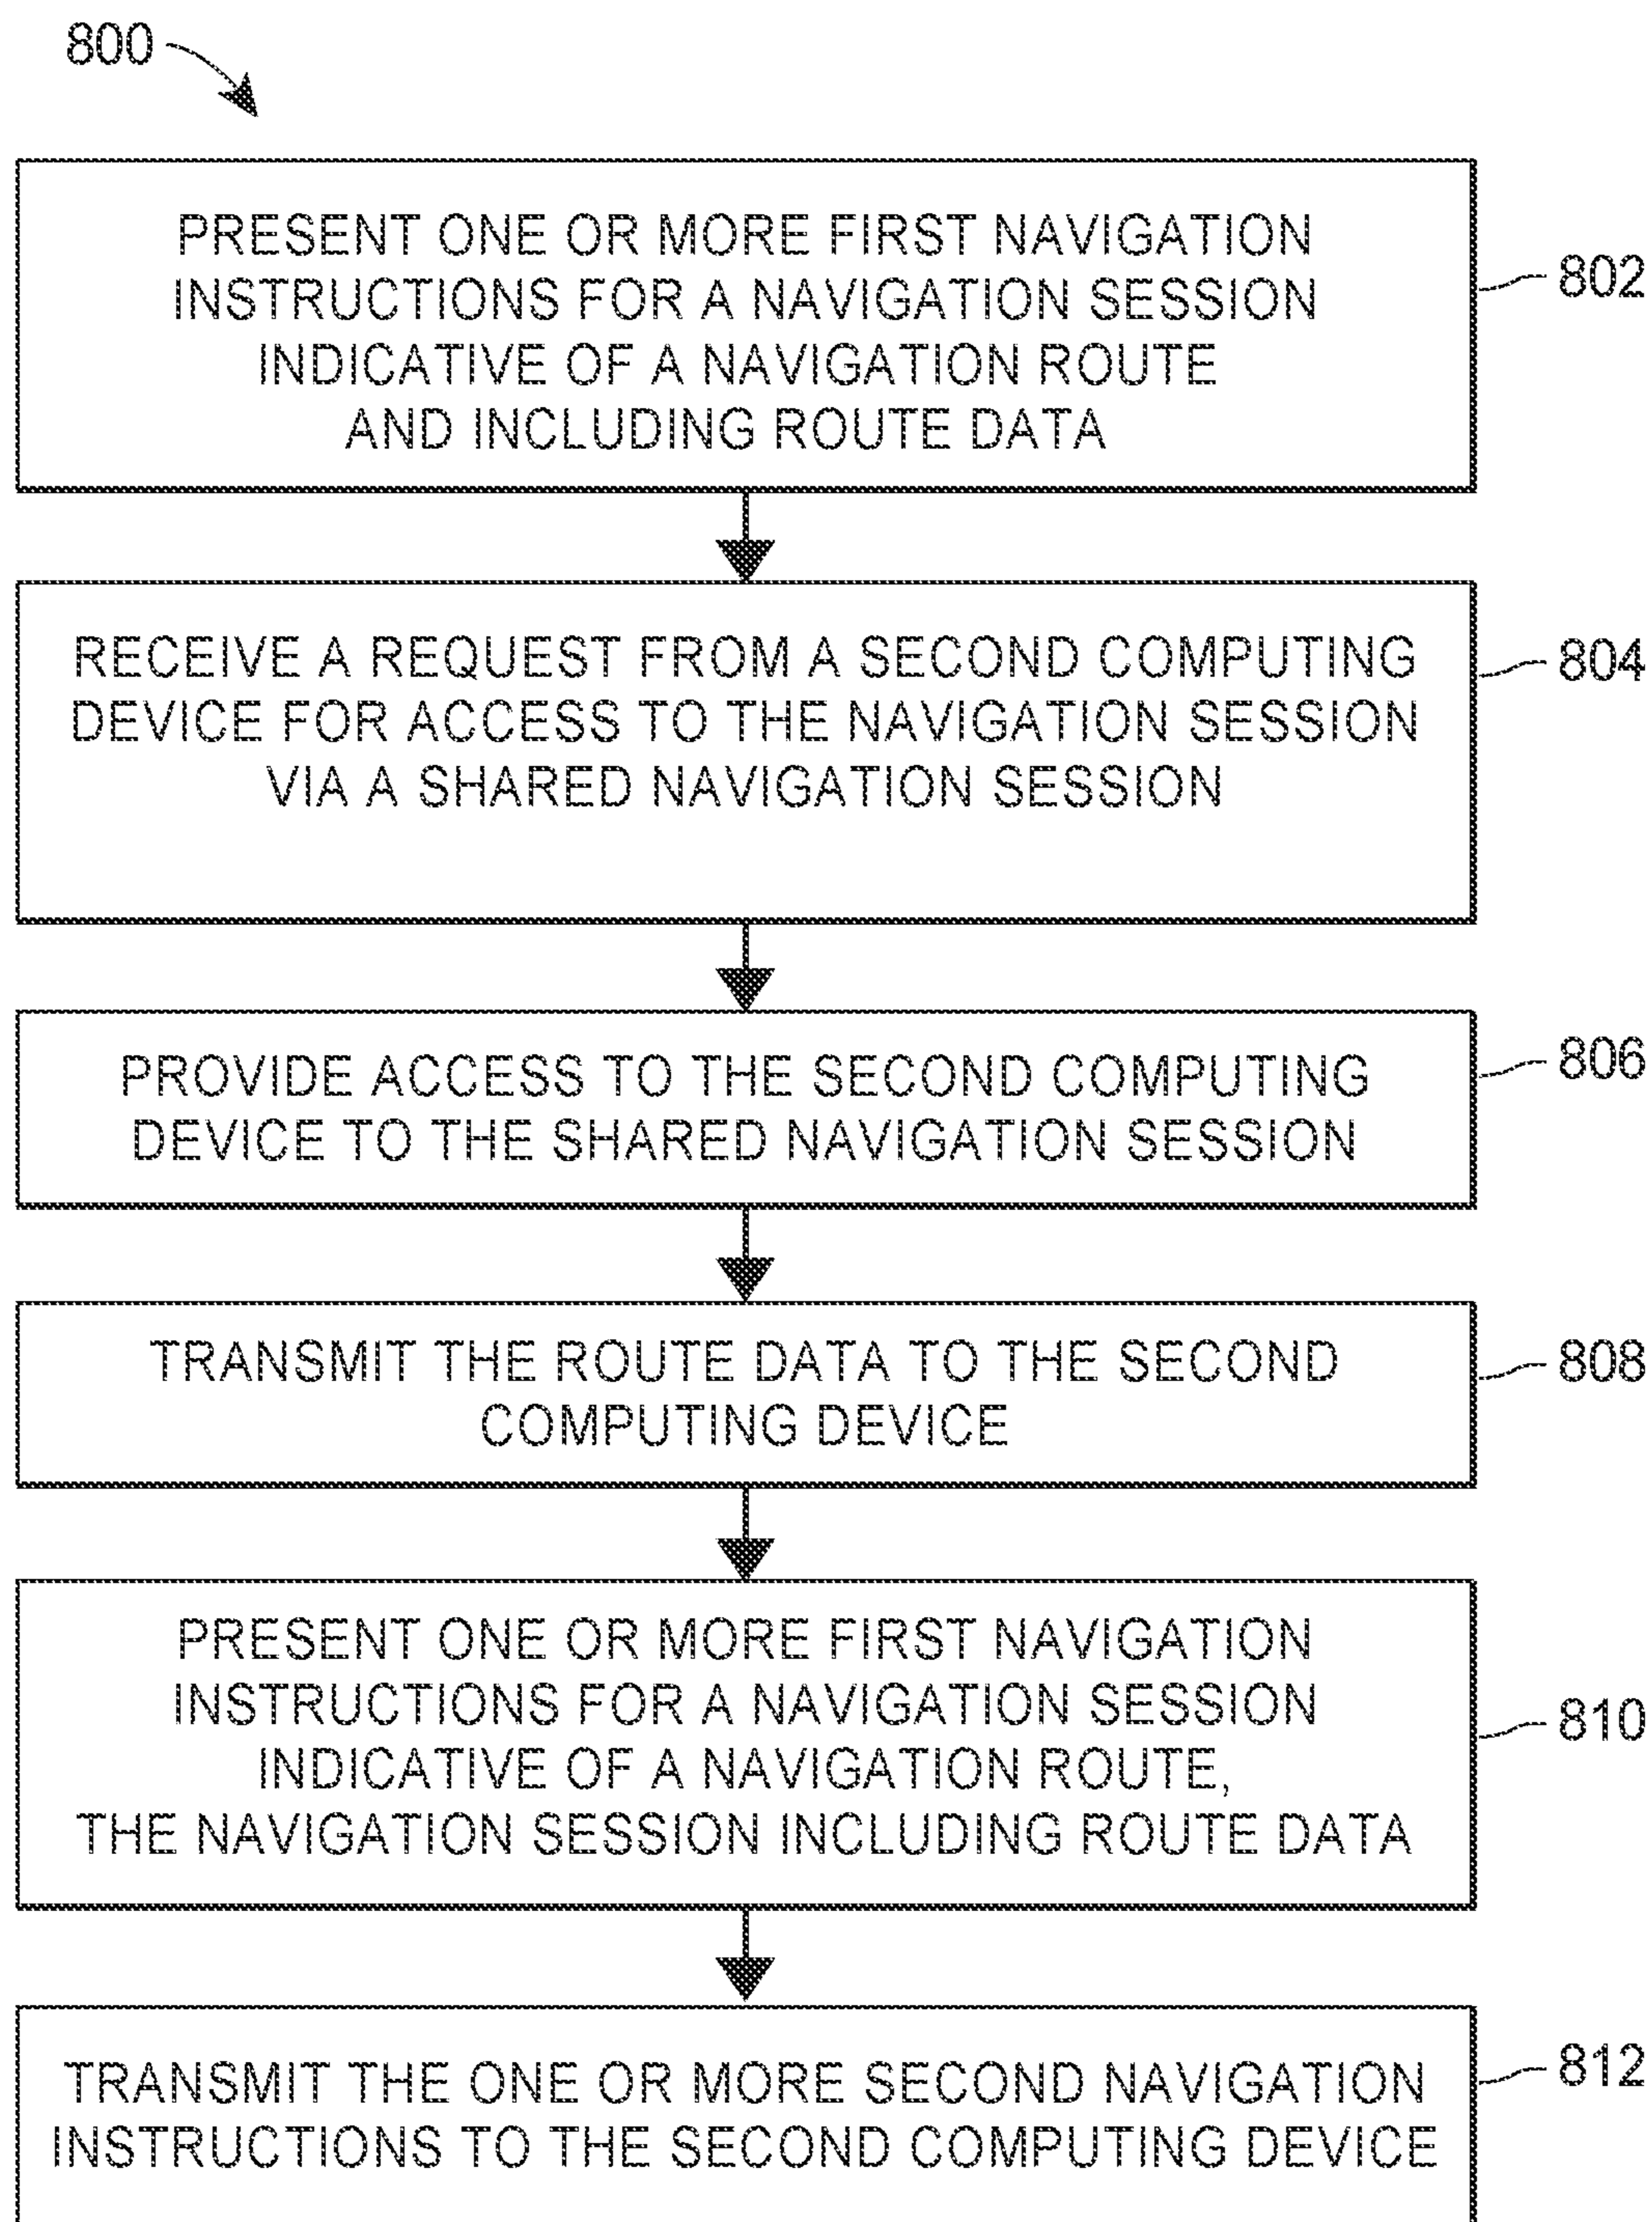 800
PRESENT ONE OR MORE FIRST NAVIGATION
INSTRUCTIONS FOR A NAVIGATION SESSION
INDICATIVE OF A NAVIGATION ROUTE
AND INCLUDING ROUTE DATA
802
RECEIVE A REQUEST FROM A SECOND COMPUTING
DEVICE FOR ACCESS TO THE NAVIGATION SESSION
VIA A SHARED NAVIGATION SESSION
804
PROVIDE ACCESS TO THE SECOND COMPUTING
DEVICE TO THE SHARED NAVIGATION SESSION
806
TRANSMIT THE ROUTE DATA TO THE SECOND
COMPUTING DEVICE
808
PRESENT ONE OR MORE FIRST NAVIGATION
INSTRUCTIONS FOR A NAVIGATION SESSION
INDICATIVE OF A NAVIGATION ROUTE,
THE NAVIGATION SESSION INCLUDING ROUTE DATA
810
TRANSMIT THE ONE OR MORE SECOND NAVIGATION
INSTRUCTIONS TO THE SECOND COMPUTING DEVICE
812